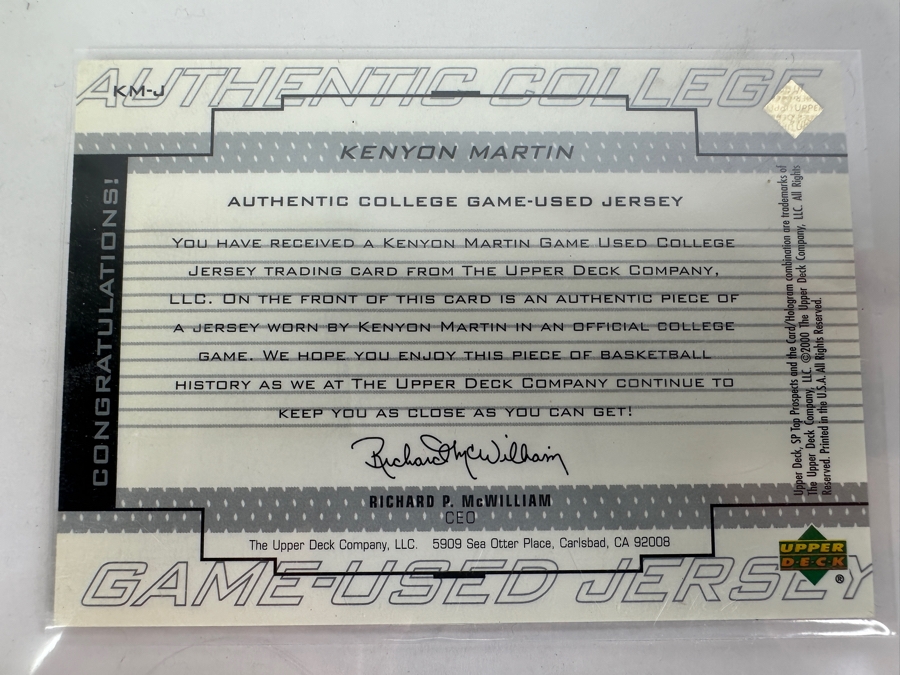 AUTHENTIC COLLEGE
KM-J
KENYON MARTIN
CONGRATULATIONS!
AUTHENTIC COLLEGE GAME-USED JERSEY
YOU HAVE RECEIVED A KENYON MARTIN GAME USED COLLEGE
JERSEY TRADING CARD FROM THE UPPER DECK COMPANY,
LLC. ON THE FRONT OF THIS CARD IS AN AUTHENTIC PIECE OF
A JERSEY WORN BY KENYON MARTIN IN AN OFFICIAL COLLEGE
GAME. WE HOPE YOU ENJOY THIS PIECE OF BASKETBALL
HISTORY AS WE AT THE UPPER DECK COMPANY CONTINUE TO
KEEP YOU AS CLOSE AS YOU CAN GET!
Richard McWilliam
RICHARD P. McWILLIAM
CEO
The Upper Deck Company, LLC. 5909 Sea Otter Place, Carlsbad, CA 92008
GAME-USED JERSEY
Upper Deck, SP Top Prospects and the Card/Hologram combination are trademarks of
The Upper Deck Company, LLC. ©2000 The Upper Deck Company, LLC. All Rights
Reserved. Printed in the U.S.A. All Rights Reserved.
UPPER
DECK
®